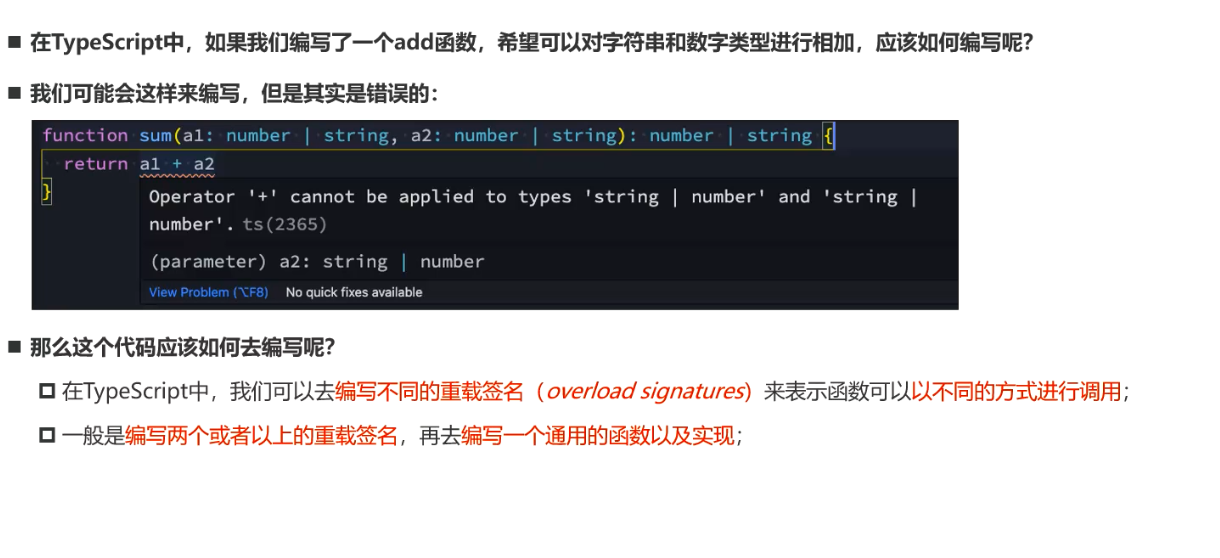 在TypeScript中，如果我们编写了一个add函数，希望可以对字符串和数字类型进行相加，应该如何编写呢？
我们可能会这样来编写，但是其实是错误的：
function sum(a1: number | string, a2: number | string): number | string {
return a1 + a2
}
Operator '+' cannot be applied to types 'string | number' and 'string |
number'. ts(2365)
(parameter) a2: string | number
View Problem (⌥F8) No quick fixes available
那么这个代码应该如何去编写呢？
在TypeScript中，我们可以去编写不同的重载签名（overload signatures）来表示函数可以以不同的方式进行调用；
一般是编写两个或者以上的重载签名，再去编写一个通用的函数以及实现；